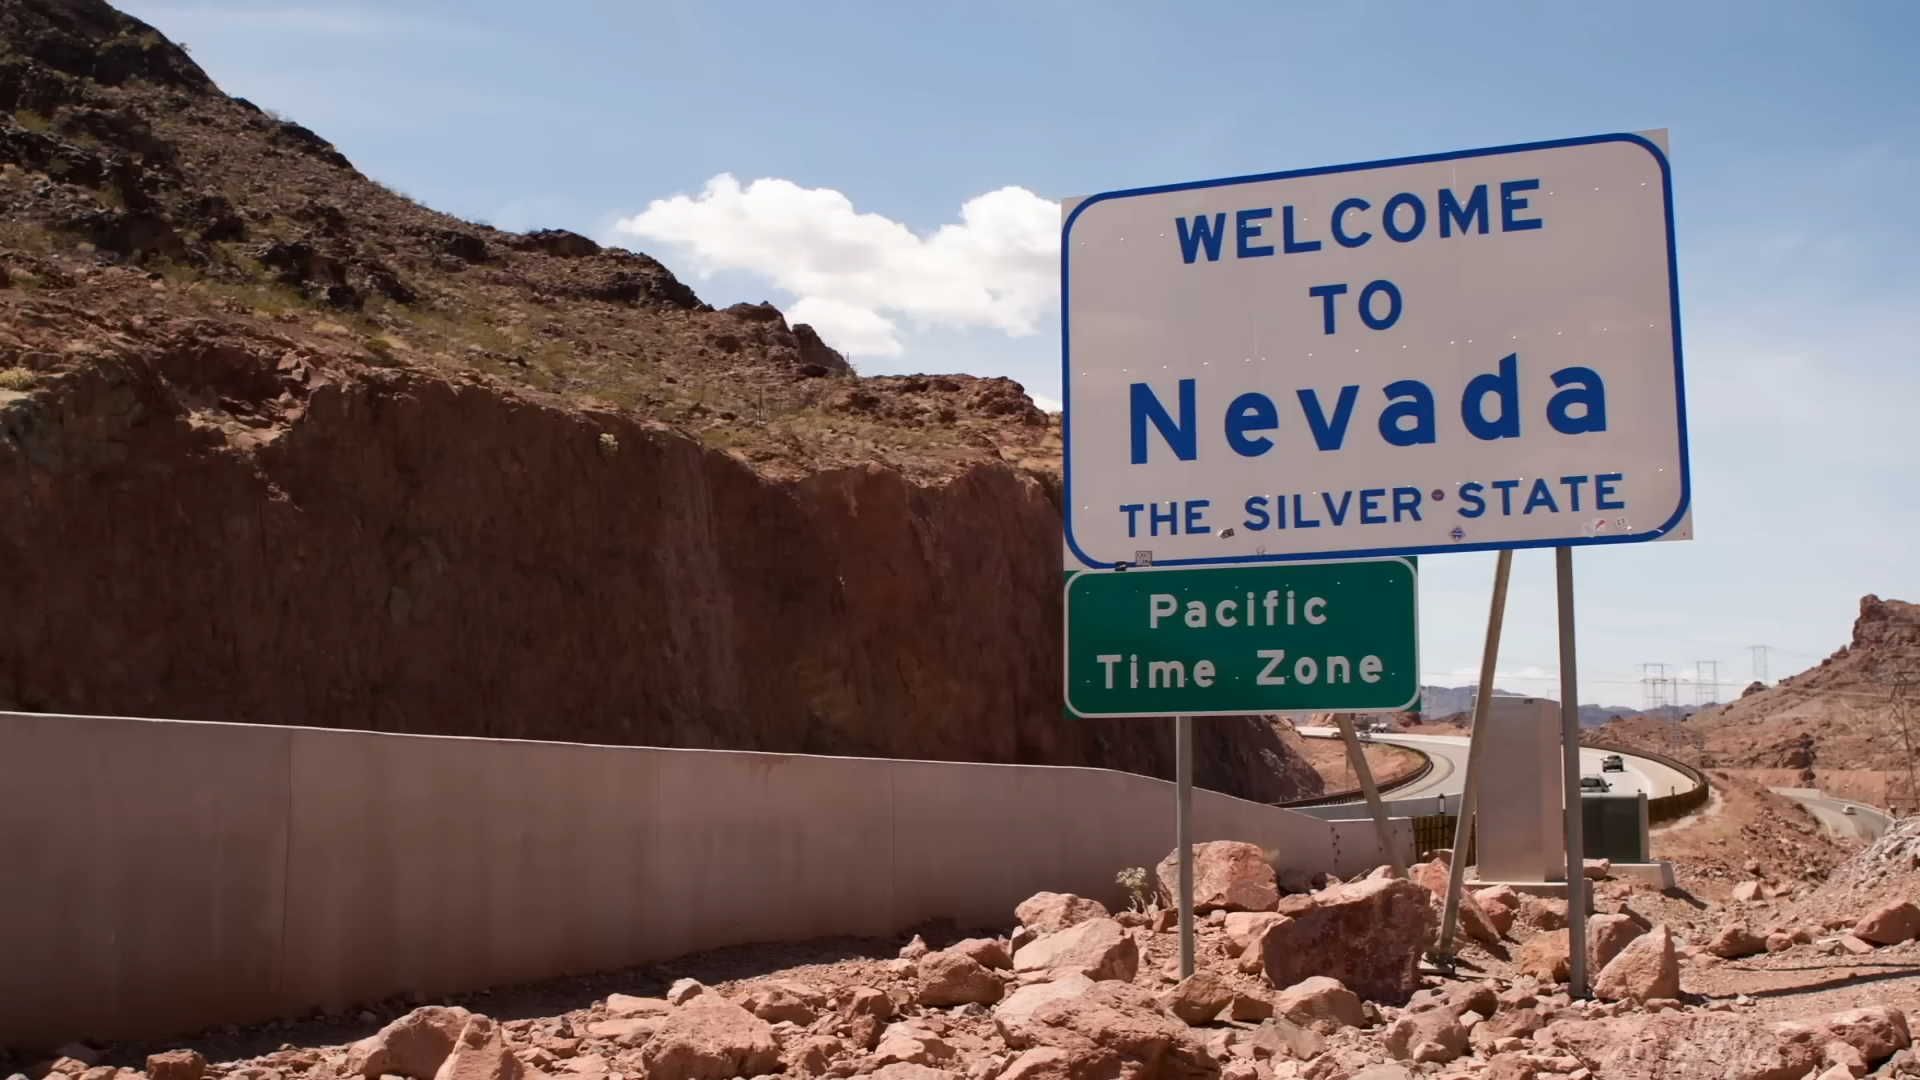 WELCOME
TO
Nevada
THE SILVER STATE
Pacific
Time Zone